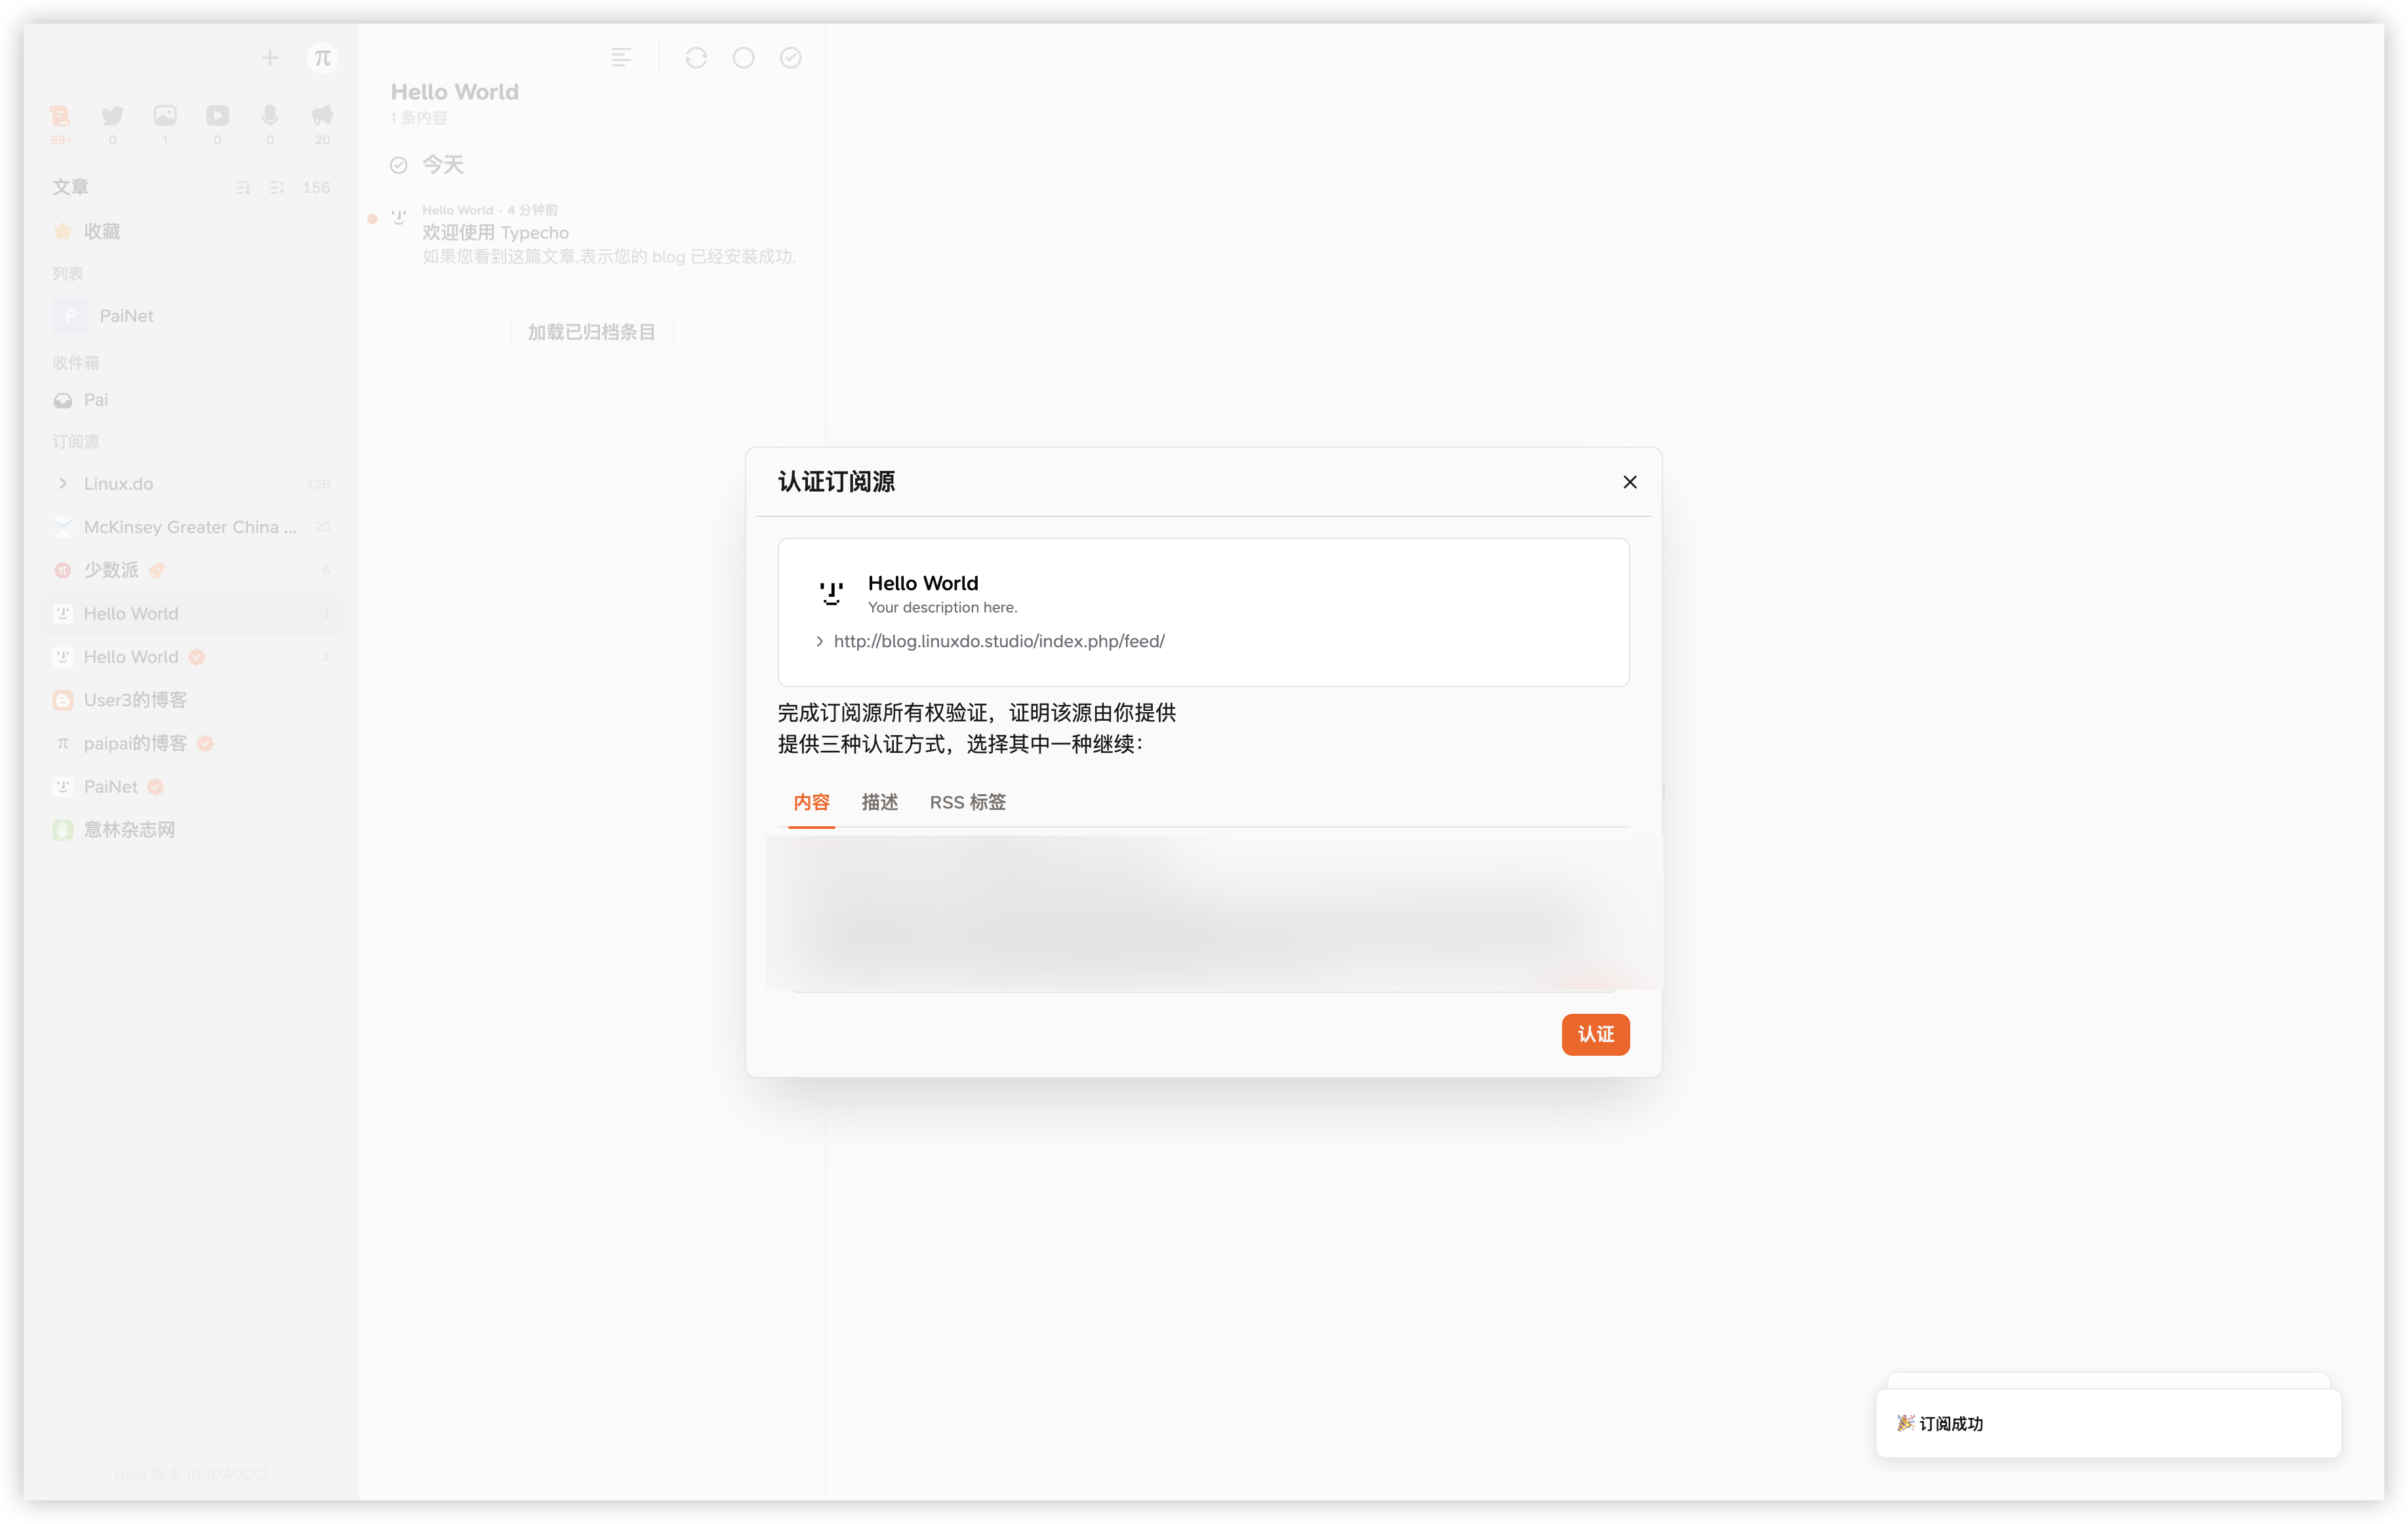 π
99+
0
1
0
0
20
文章
156
收藏
列表
P
PaiNet
收件箱
Pai
订阅源
Linux.do
128
McKinsey Greater China ...
20
少数派
6
Hello World
1
Hello World
1
User3的博客
π
paipai的博客
PaiNet
意林杂志网
Beta 版本 (B3DA0CC)
Hello World
1 条内容
今天
Hello World · 4 分钟前
欢迎使用 Typecho
如果您看到这篇文章,表示您的 blog 已经安装成功.
加载已归档条目
认证订阅源
Hello World
Your description here.
http://blog.linuxdo.studio/index.php/feed/
完成订阅源所有权验证，证明该源由你提供
提供三种认证方式，选择其中一种继续：
内容 描述 RSS 标签
认证
🎉 订阅成功